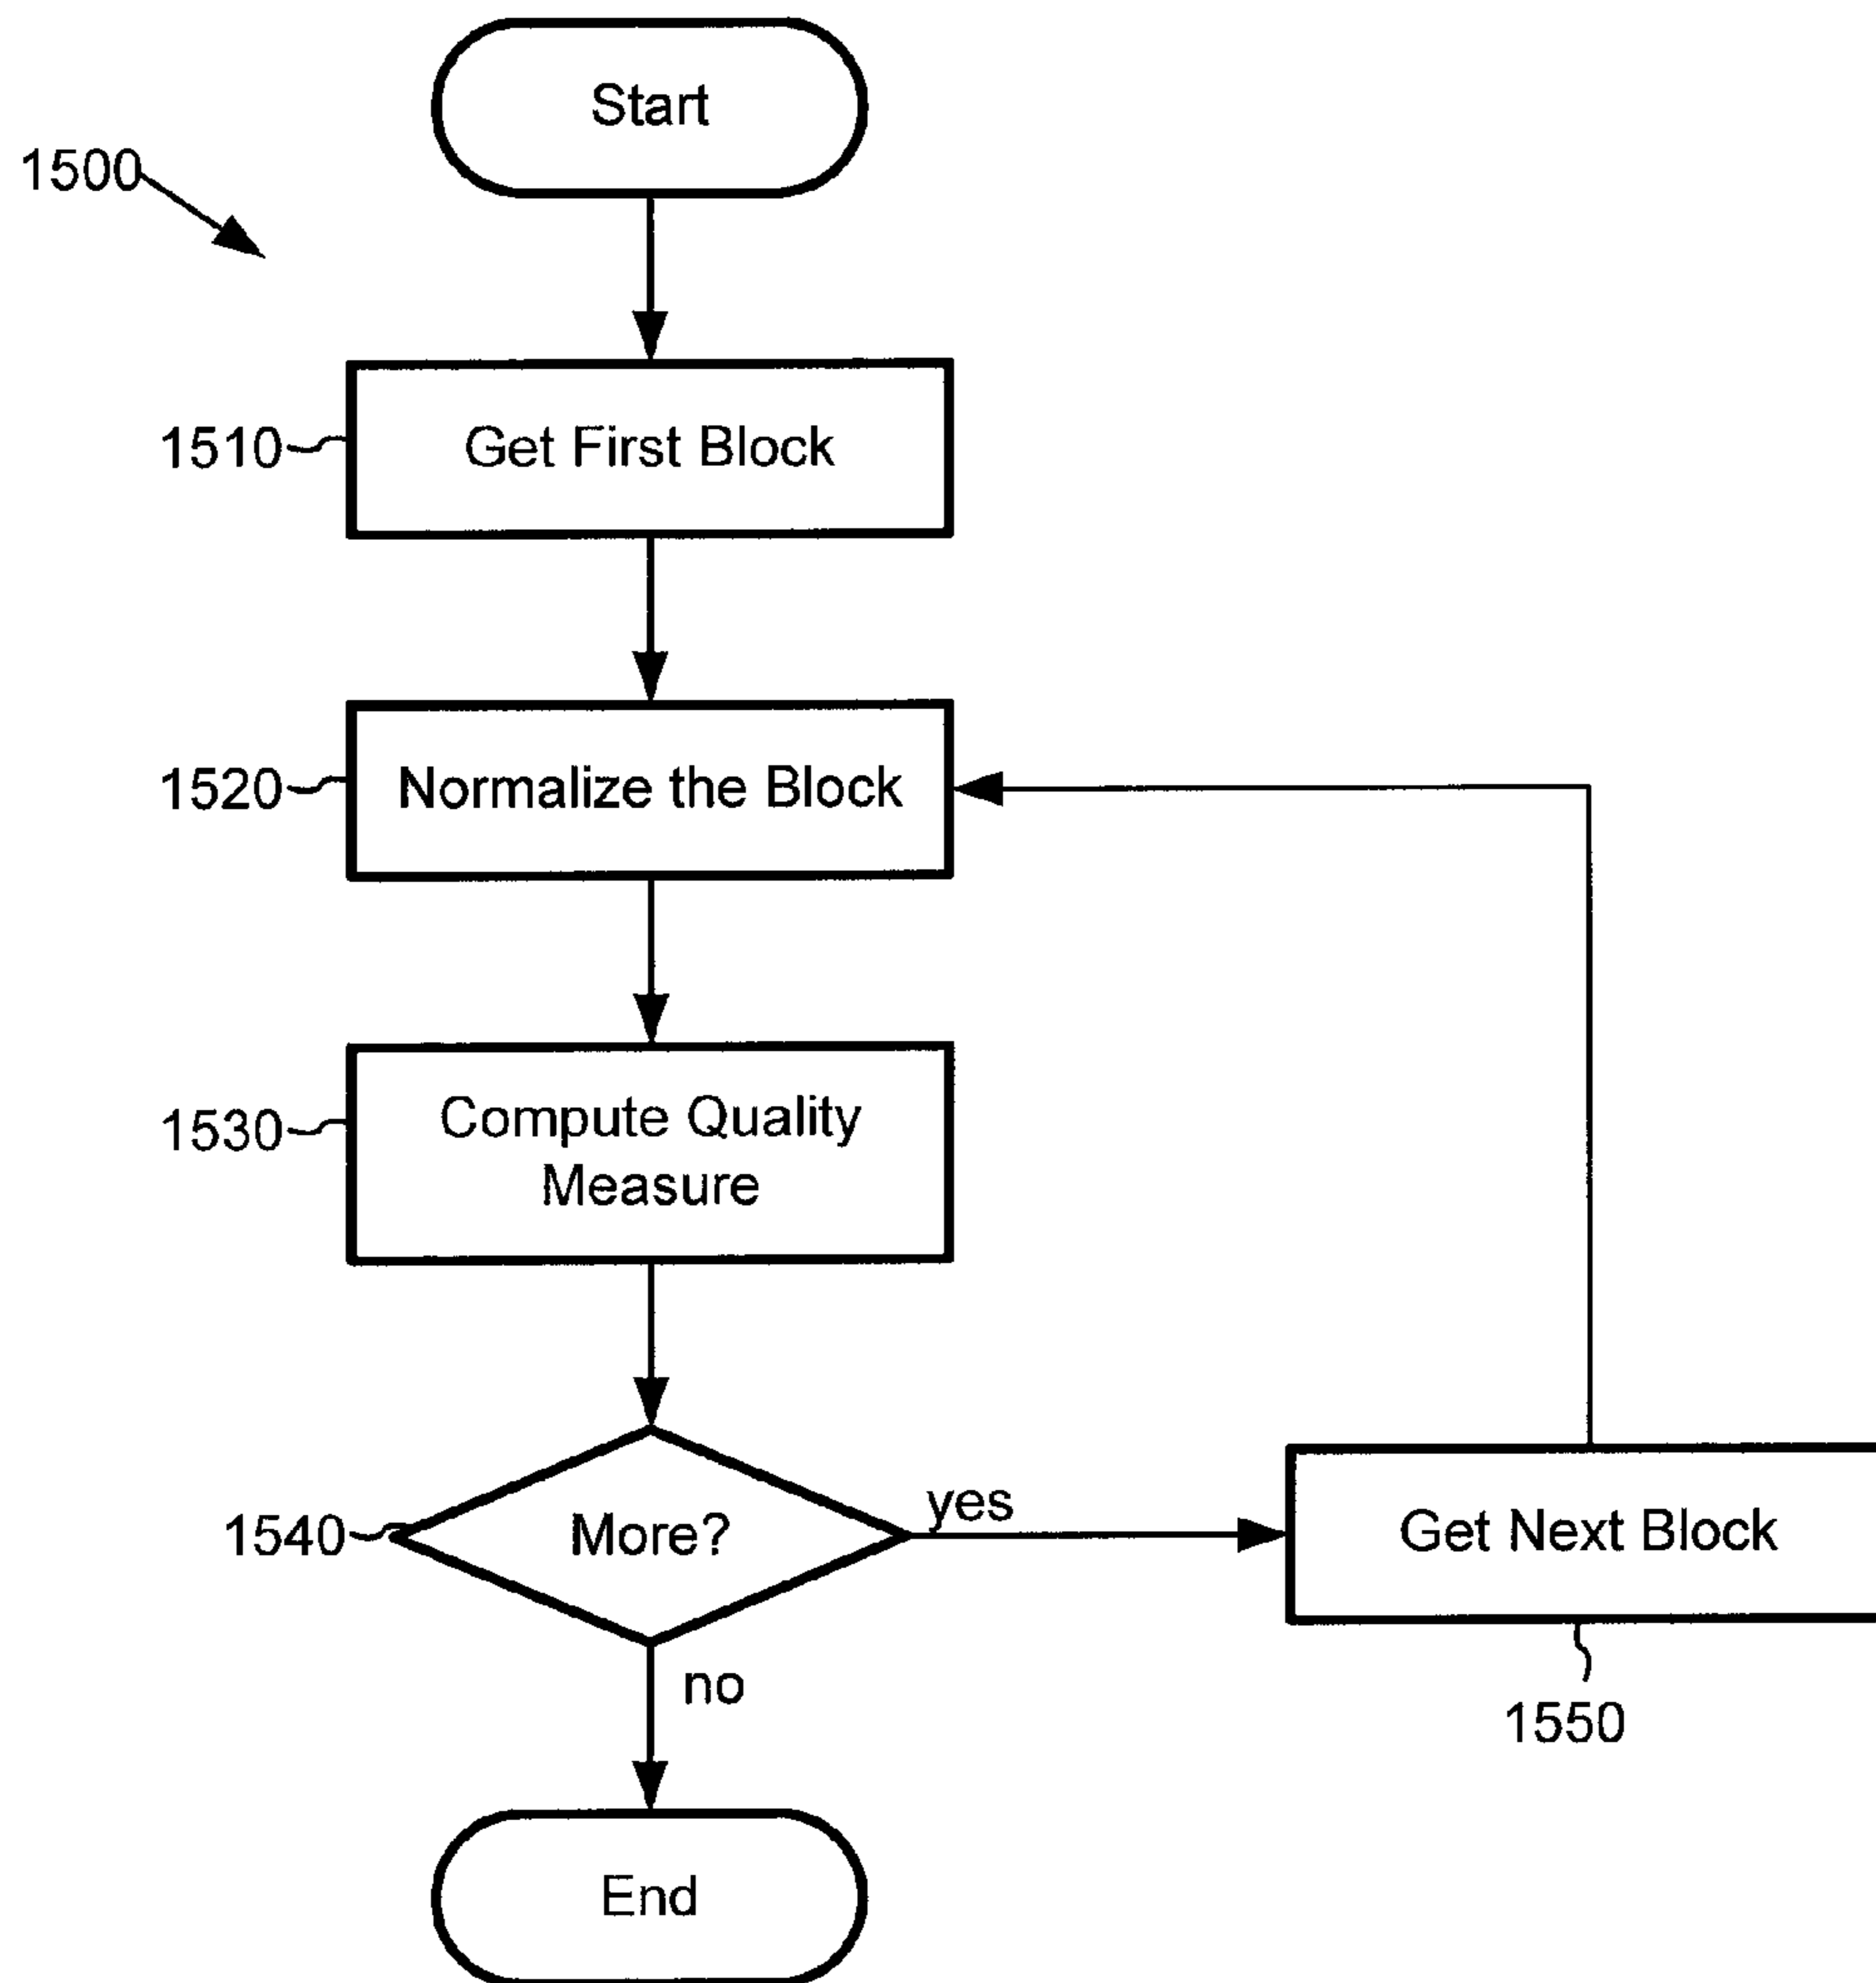 Start
1500
1510
Get First Block
1520
Normalize the Block
1530
Compute Quality
Measure
1540
More?
yes
Get Next Block
no
1550
End